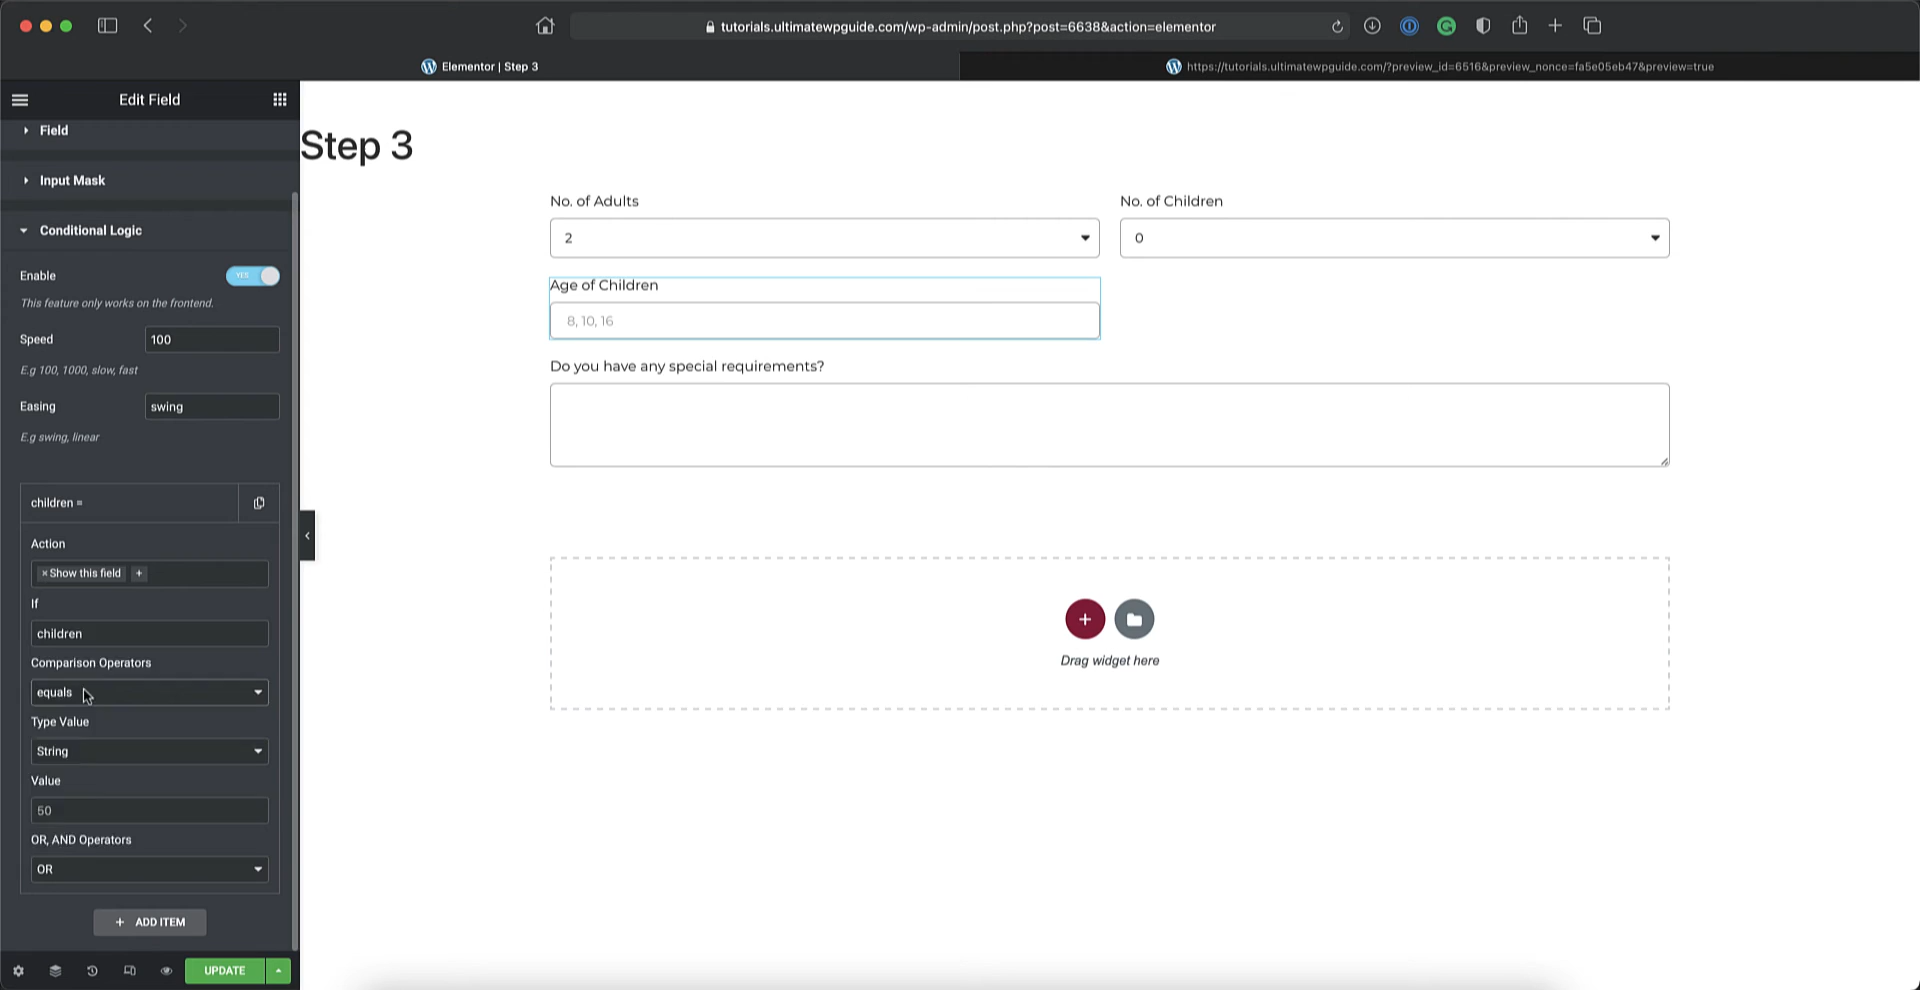 tutorials.ultimatewpguide.com/wp-admin/post.php?post=6638&action=elementor
Elementor | Step 3
https://tutorials.ultimatewpguide.com/?preview_id=6516&preview_nonce=fa5e05eb47&preview=true
Edit Field
Field
Input Mask
Conditional Logic
Enable
YES
This feature only works on the frontend.
Speed
100
E.g 100, 1000, slow, fast
Easing
swing
E.g swing, linear
children =
Action
× Show this field +
If
children
Comparison Operators
equals
Type Value
String
Value
50
OR, AND Operators
OR
+ ADD ITEM
UPDATE
Step 3
No. of Adults
No. of Children
2
0
Age of Children
8, 10, 16
Do you have any special requirements?
Drag widget here